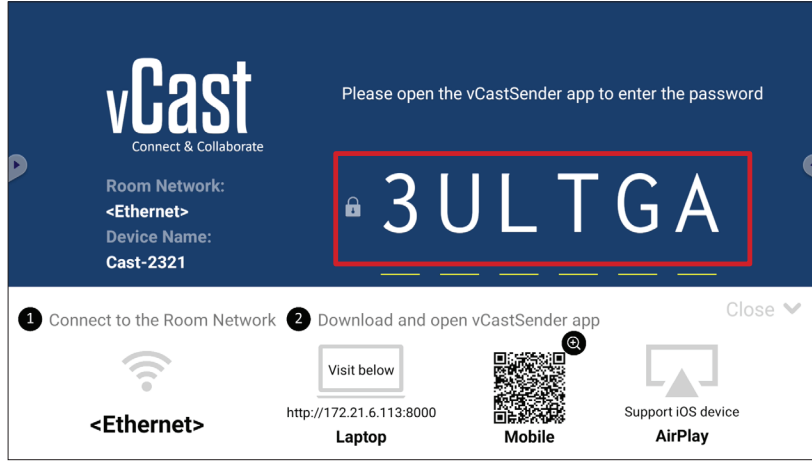 vCast
Connect & Collaborate
Please open the vCastSender app to enter the password
Room Network:
<Ethernet>
Device Name:
Cast-2321
3ULTGA
1 Connect to the Room Network
2 Download and open vCastSender app
Close
<Ethernet>
Visit below
http://172.21.6.113:8000
Laptop
Mobile
Support iOS device
AirPlay